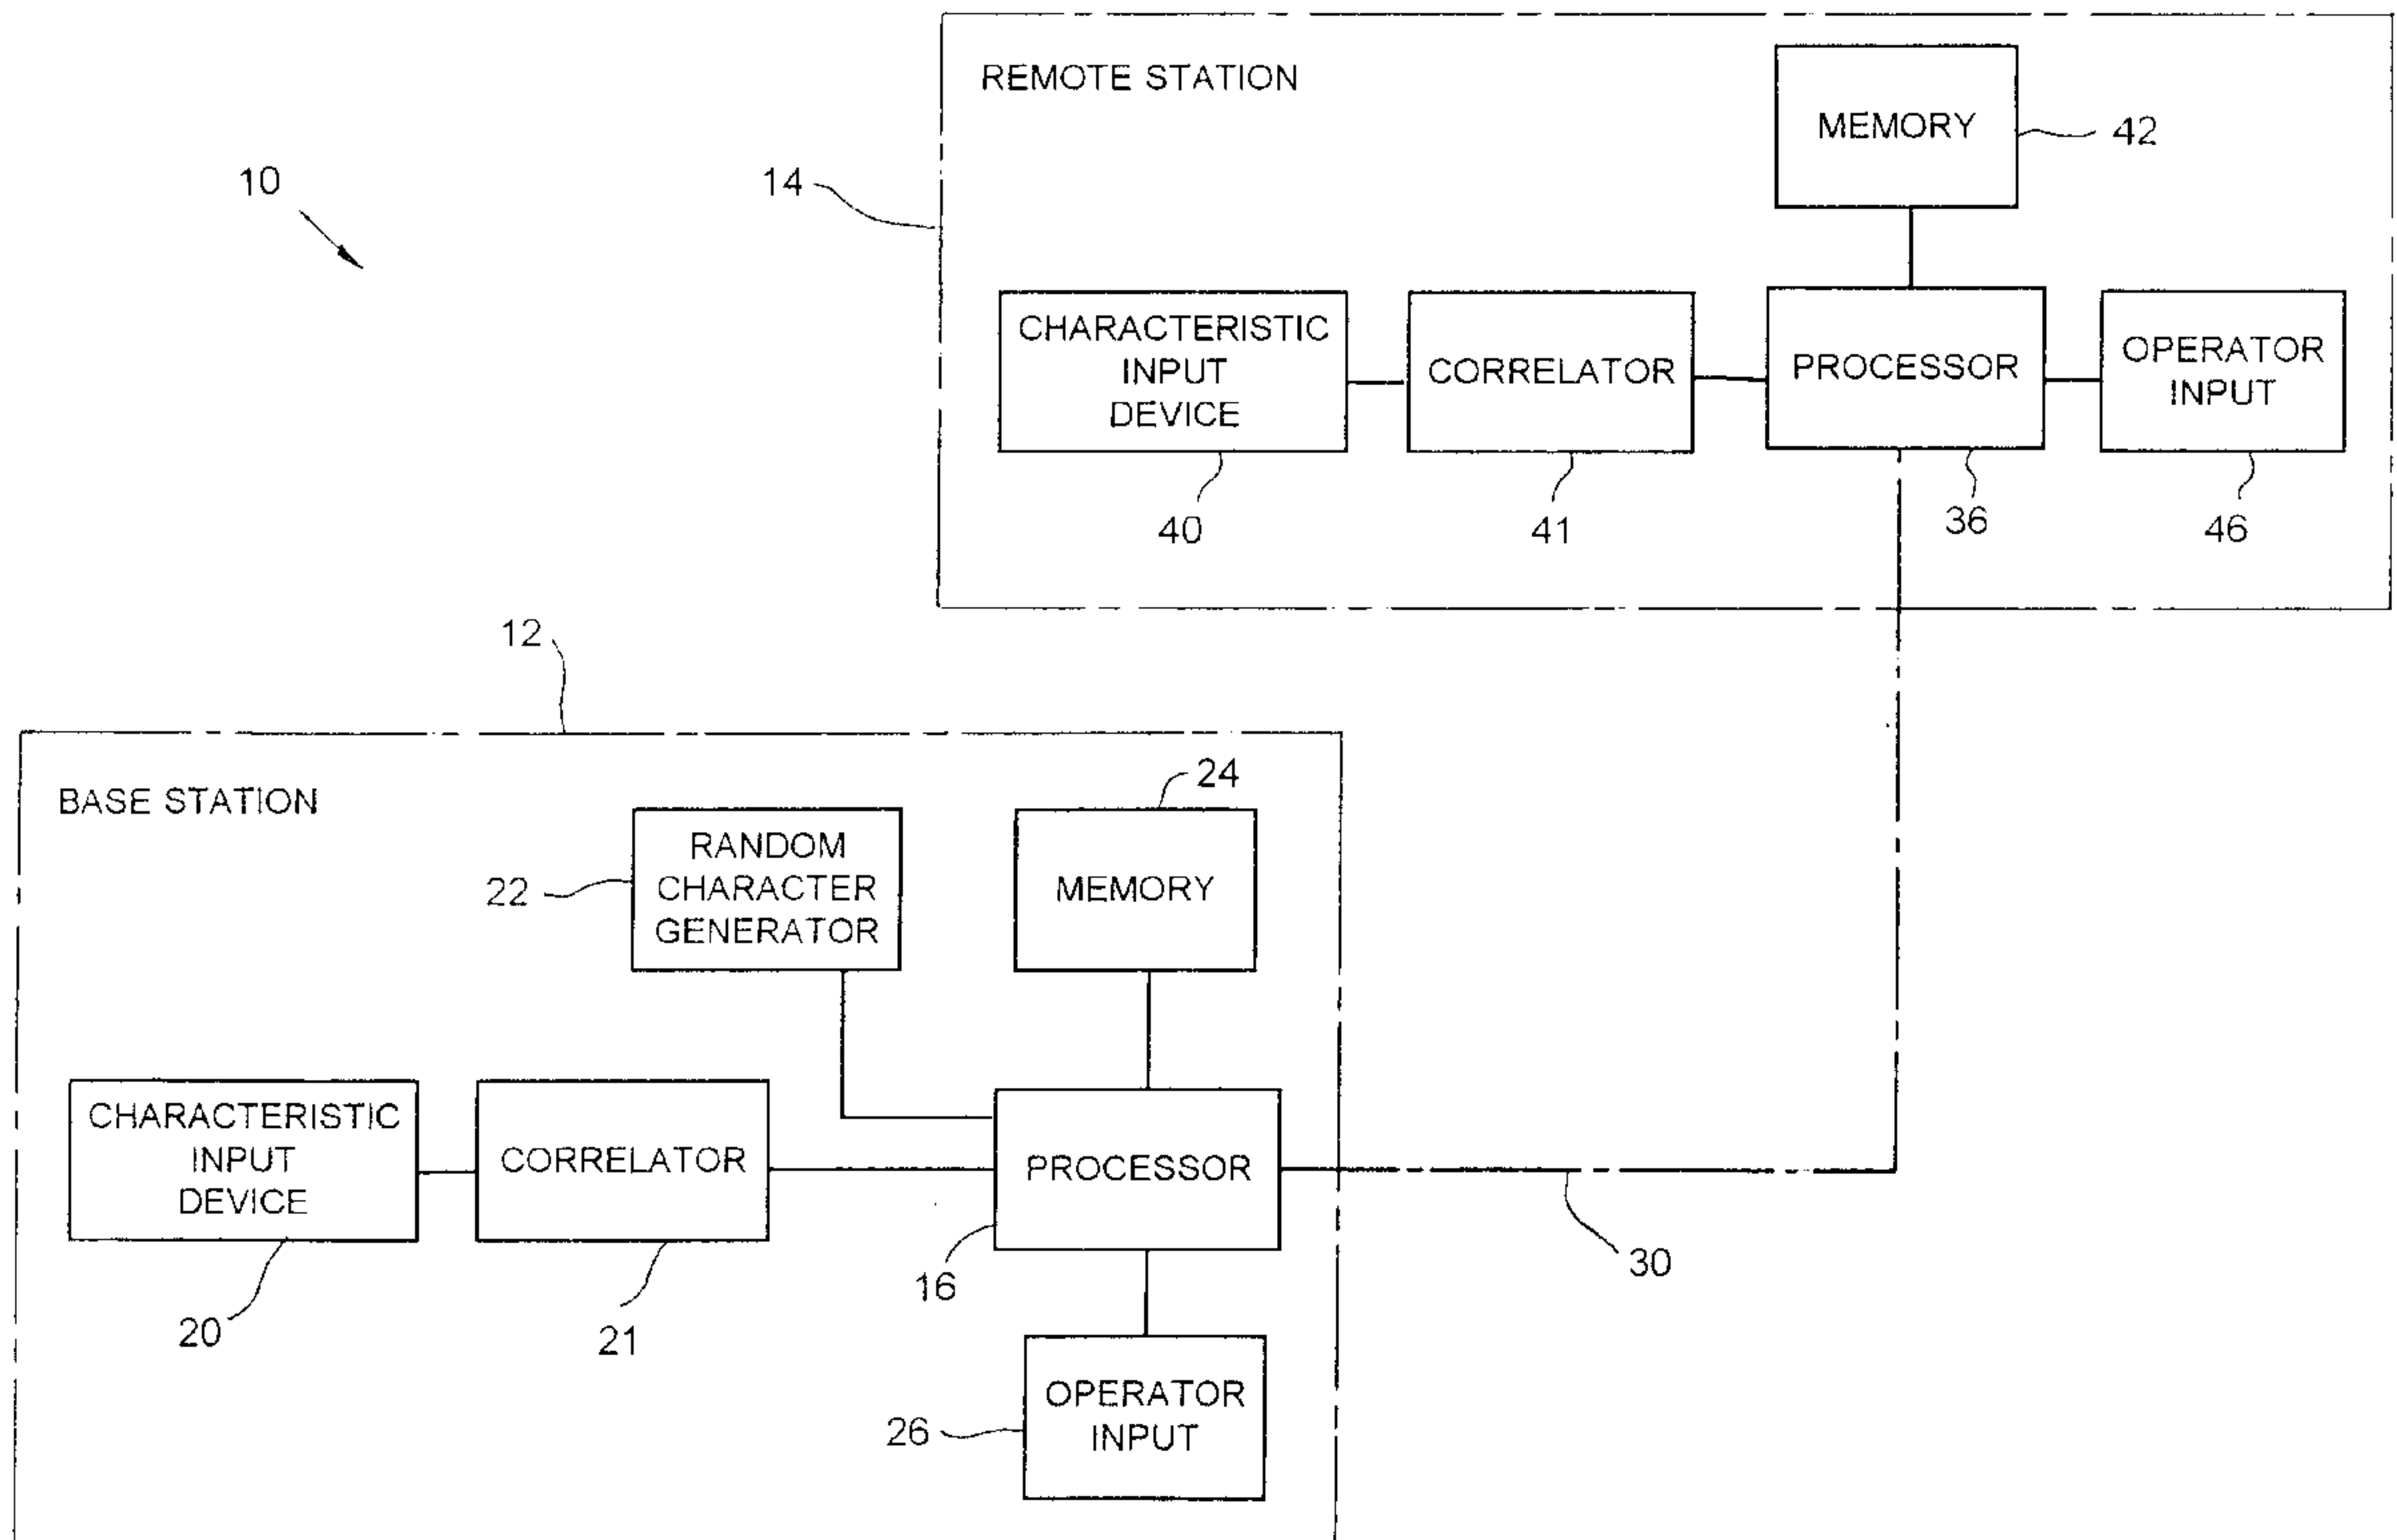 REMOTE STATION
MEMORY
42
10
14
CHARACTERISTIC
INPUT
DEVICE
CORRELATOR
PROCESSOR
OPERATOR
INPUT
40
41
36
46
12
BASE STATION
24
RANDOM
CHARACTER
GENERATOR
22
MEMORY
CHARACTERISTIC
INPUT
DEVICE
CORRELATOR
PROCESSOR
20
21
16
30
OPERATOR
INPUT
26